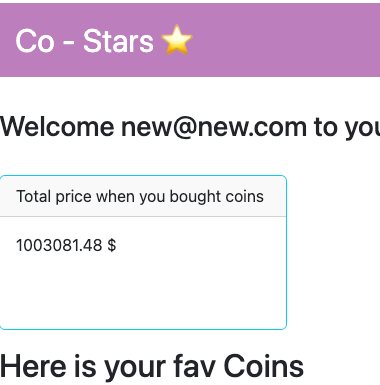 Co - Stars ⭐
Welcome new@new.com to you
Total price when you bought coins
1003081.48 $
Here is your fav Coins